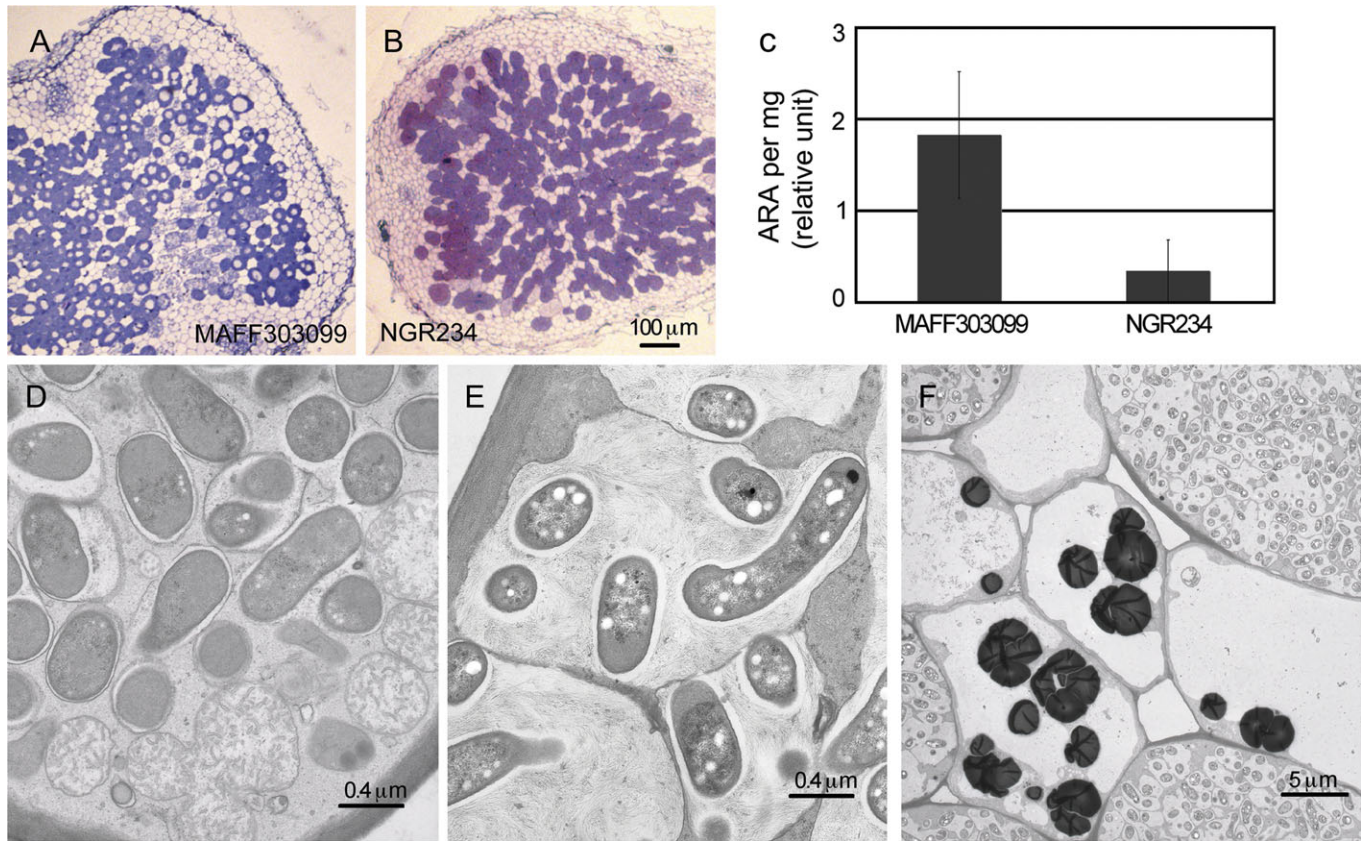 A
MAFF303099
B
NGR234
100 μm
C
ARA per mg
(relative unit)
3
2
1
0
MAFF303099
NGR234
D
0.4 μm
E
0.4 μm
F
5 μm